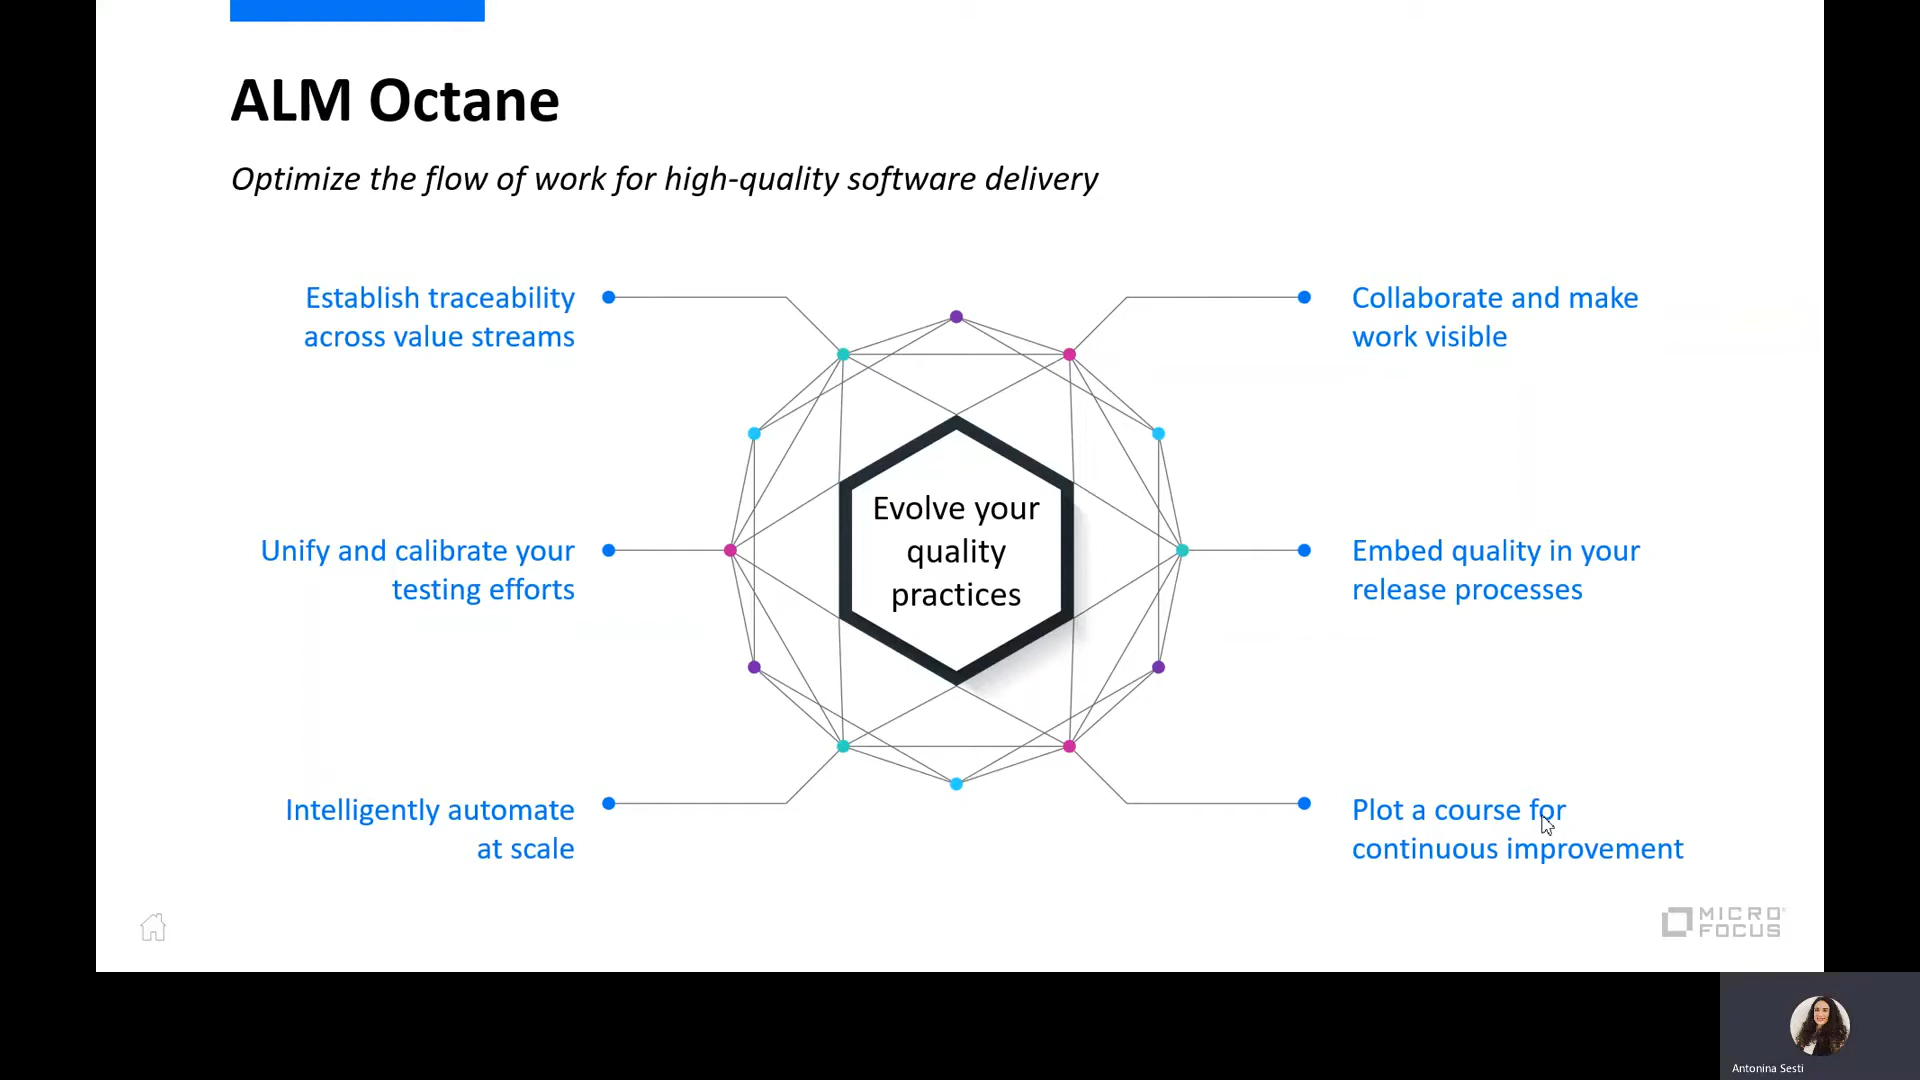 ALM Octane
Optimize the flow of work for high-quality software delivery
Establish traceability
across value streams
Collaborate and make
work visible
Evolve your
quality
practices
Unify and calibrate your
testing efforts
Embed quality in your
release processes
Intelligently automate
at scale
Plot a course for
continuous improvement
MICRO
FOCUS
Antonina Sesti